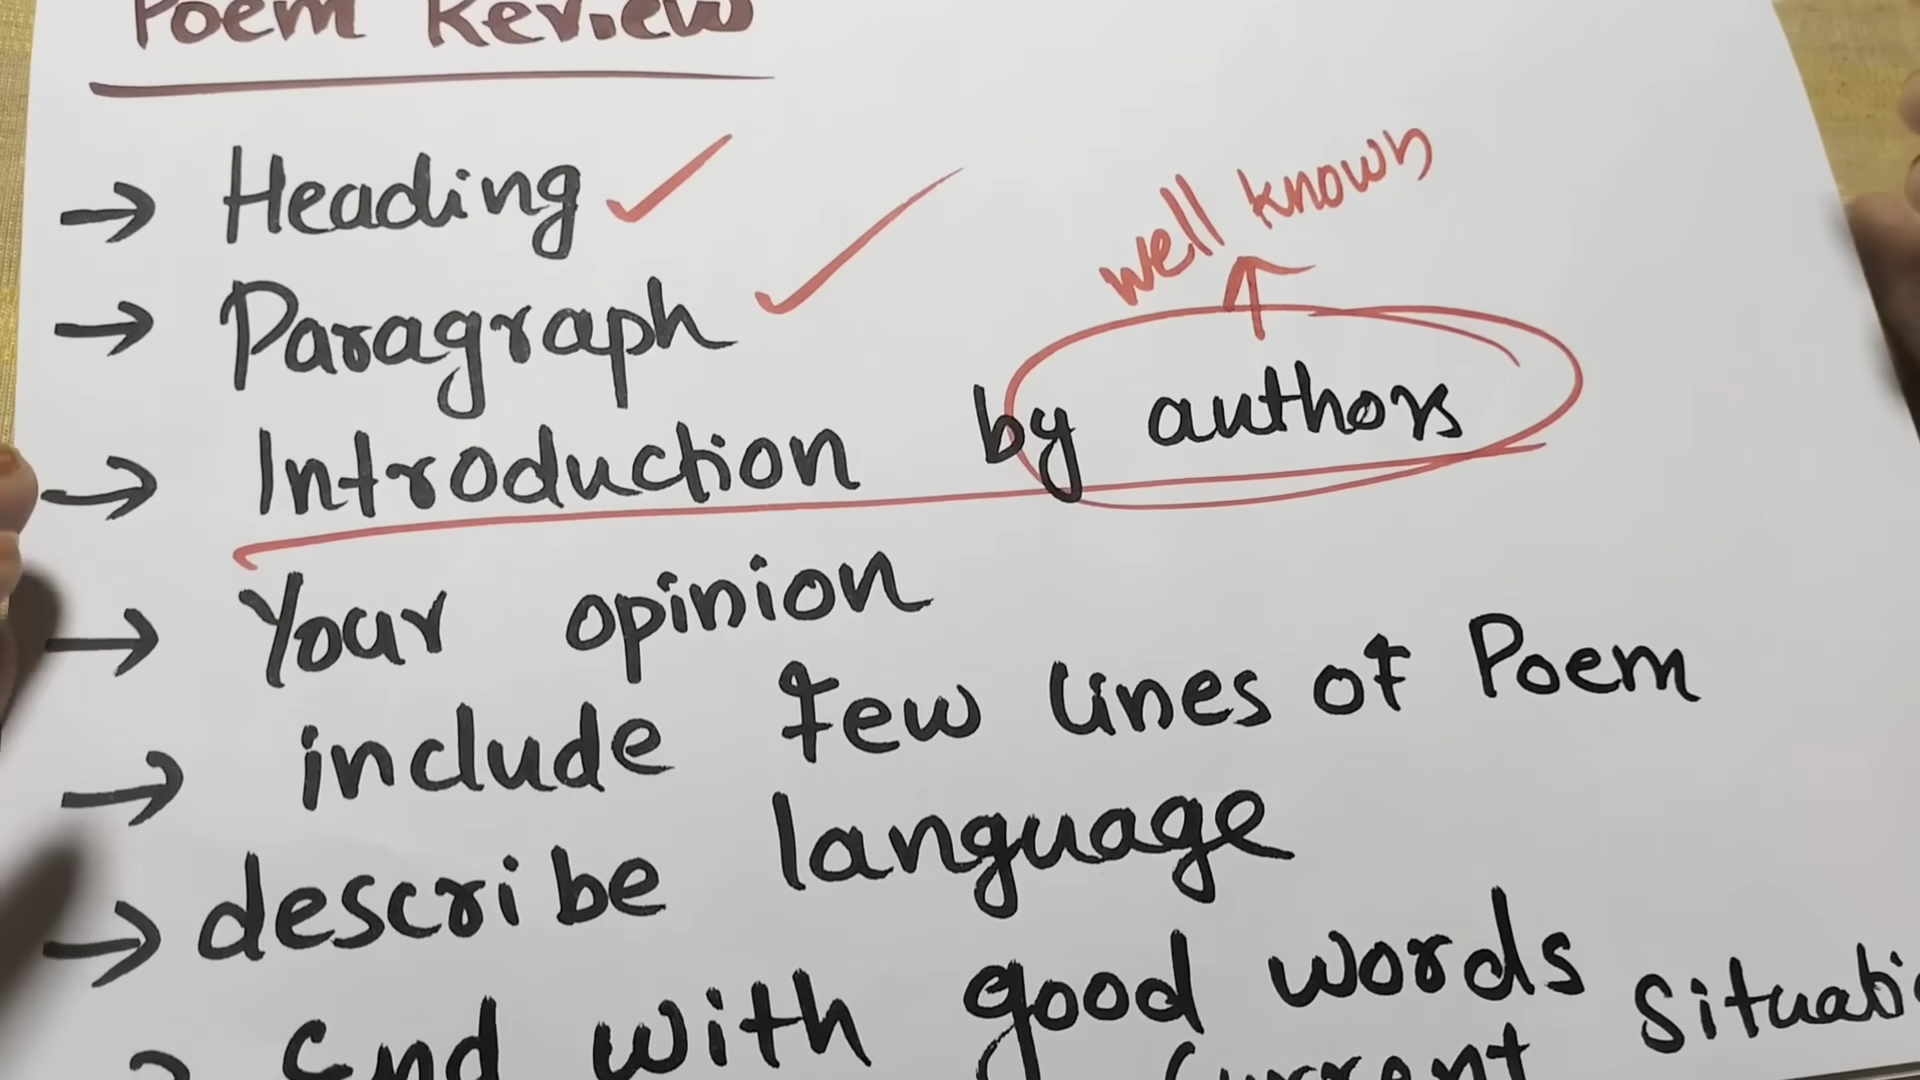 Poem Review
→ Heading ✓
→ Paragraph ✓
well known
→ Introduction by authors
→ Your opinion
→ include few lines of Poem
→ describe language
→ End with good words
current situati